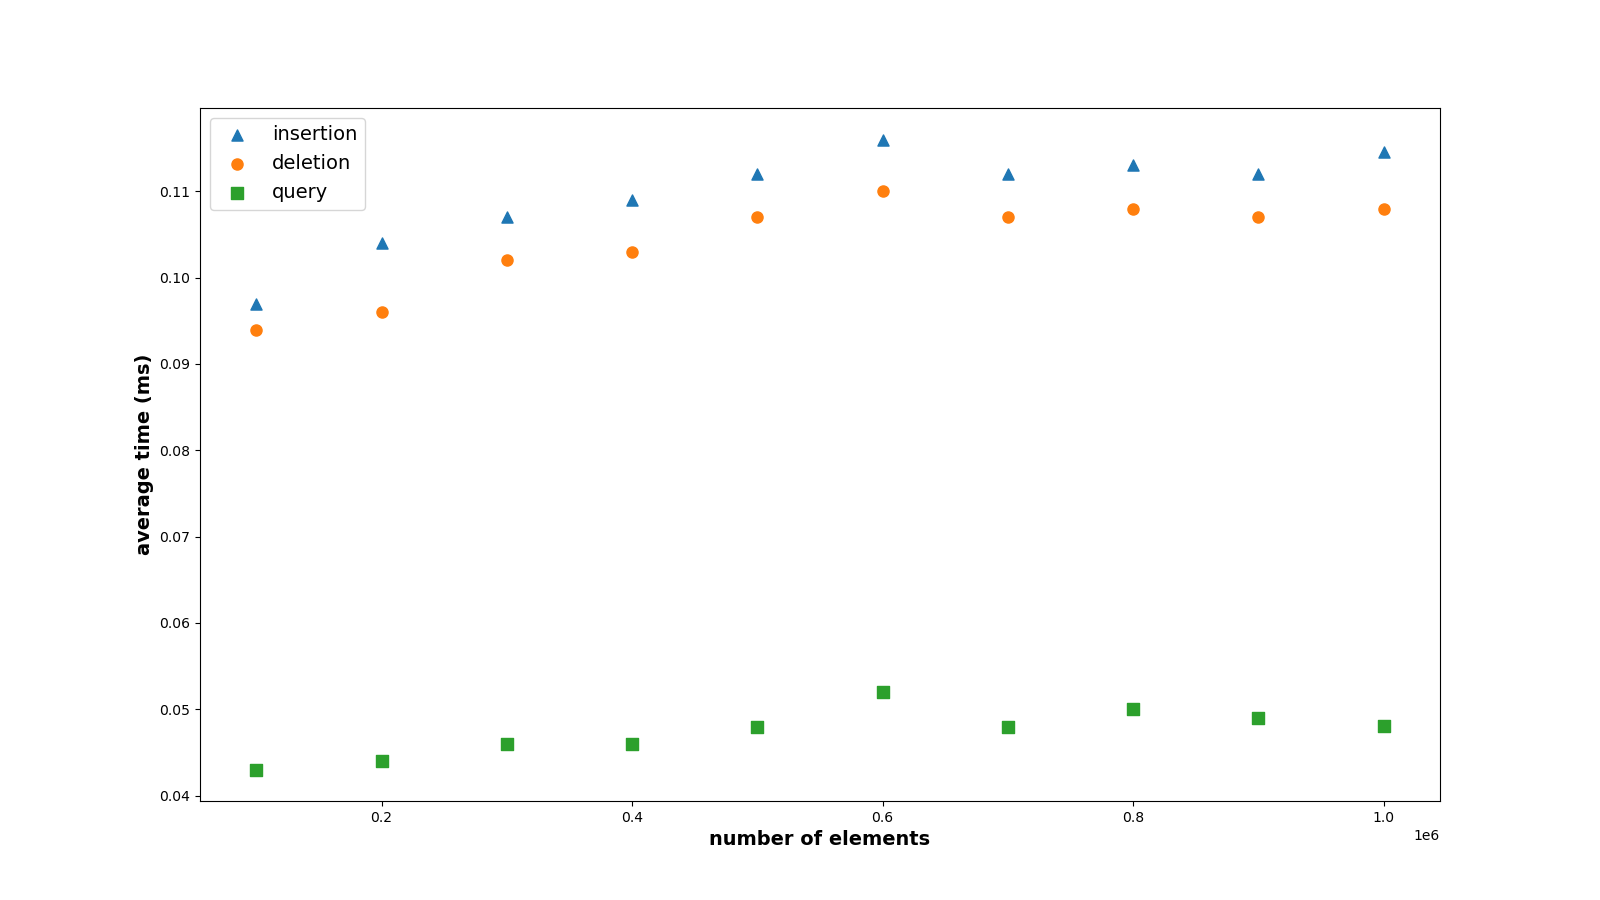 insertion
deletion
query
0.11
0.10
0.09
0.08
0.07
0.06
0.05
0.04
average time (ms)
0.2 0.4 0.6 0.8 1.0
1e6
number of elements